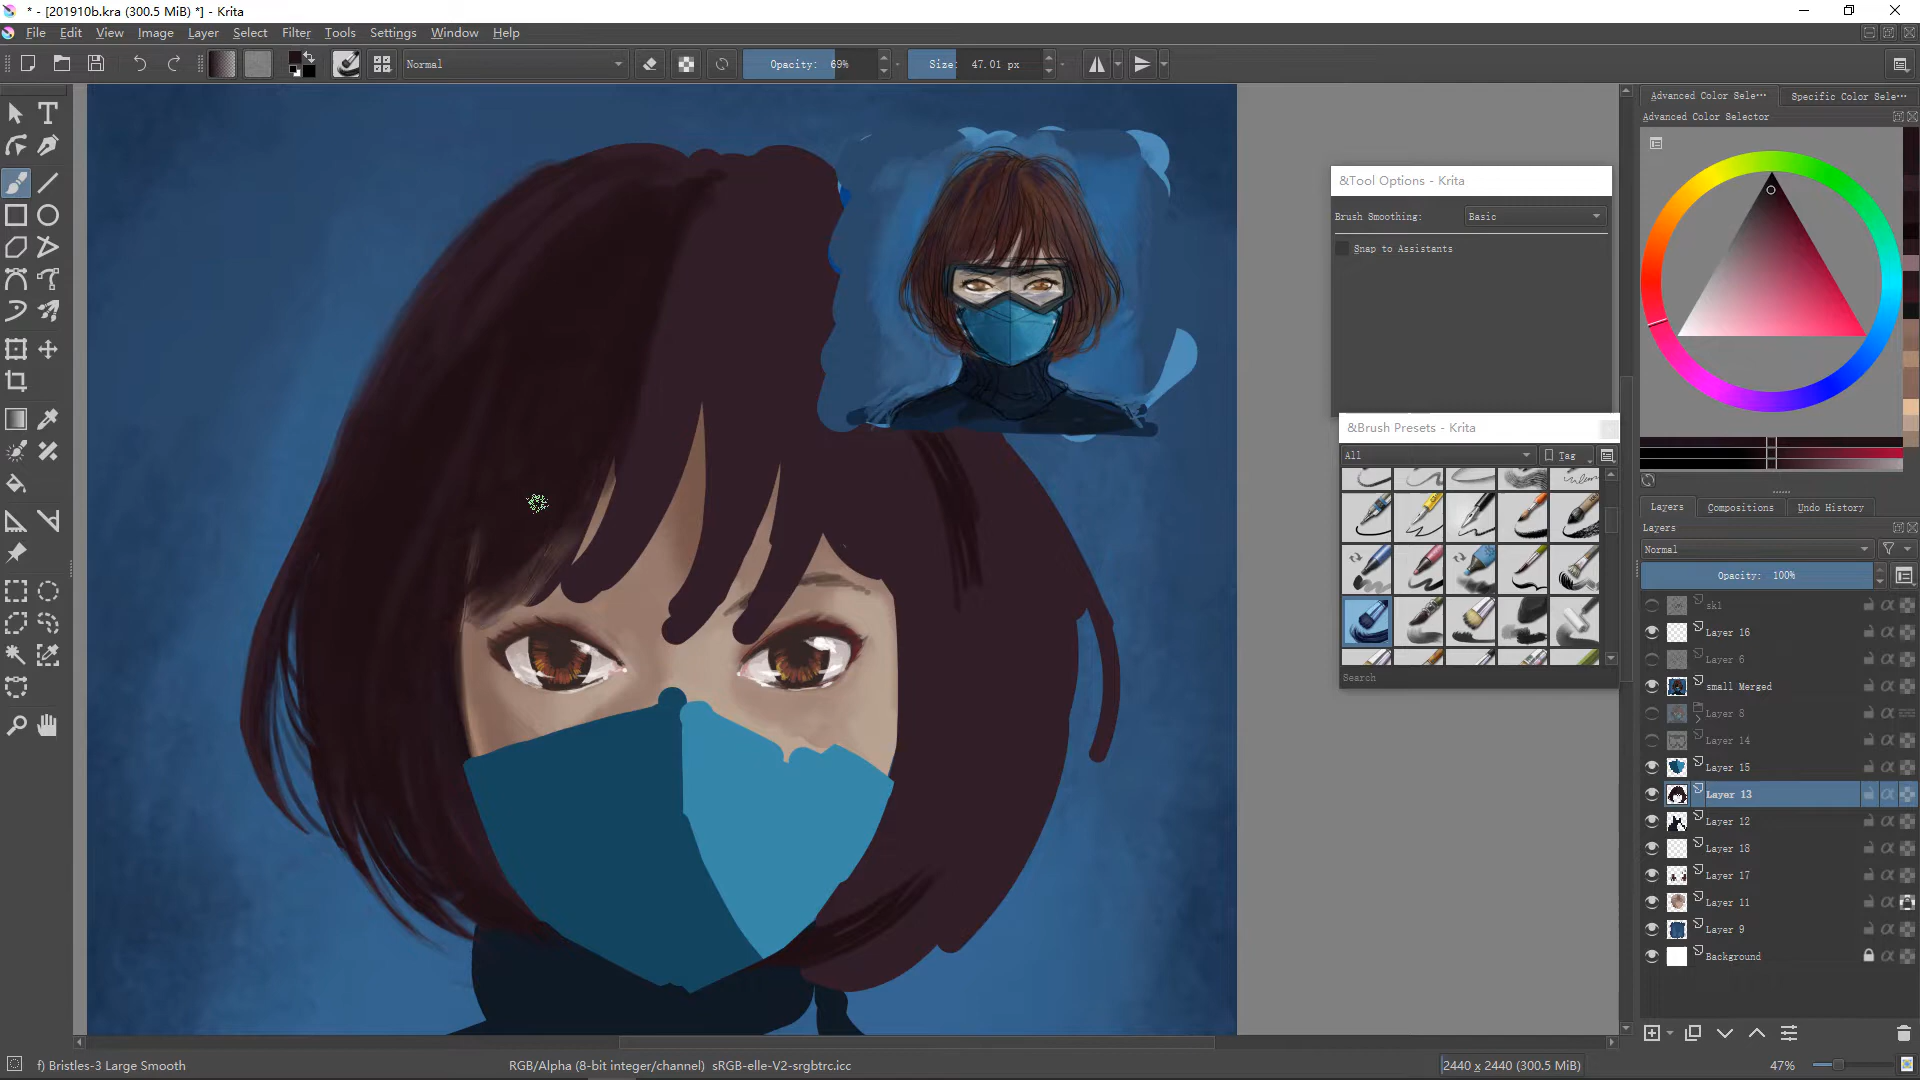 * - [201910b.kra (300.5 MiB) *] - Krita
File Edit View Image Layer Select Filter Tools Settings Window Help
Normal
Opacity: 69%
Size: 47.01 px
Advanced Color Sele··· Specific Color Sele···
Advanced Color Selector
&Tool Options - Krita
Brush Smoothing: Basic
Snap to Assistants
&Brush Presets - Krita
All Tag
Search
Layers Compositions Undo History
Layers
Normal
Opacity: 100%
sk1
Layer 16
Layer 6
small Merged
Layer 8
Layer 14
Layer 15
Layer 13
Layer 12
Layer 18
Layer 17
Layer 11
Layer 9
Background
f) Bristles-3 Large Smooth
RGB/Alpha (8-bit integer/channel) sRGB-elle-V2-srgbtrc.icc
2440 x 2440 (300.5 MiB)
47%